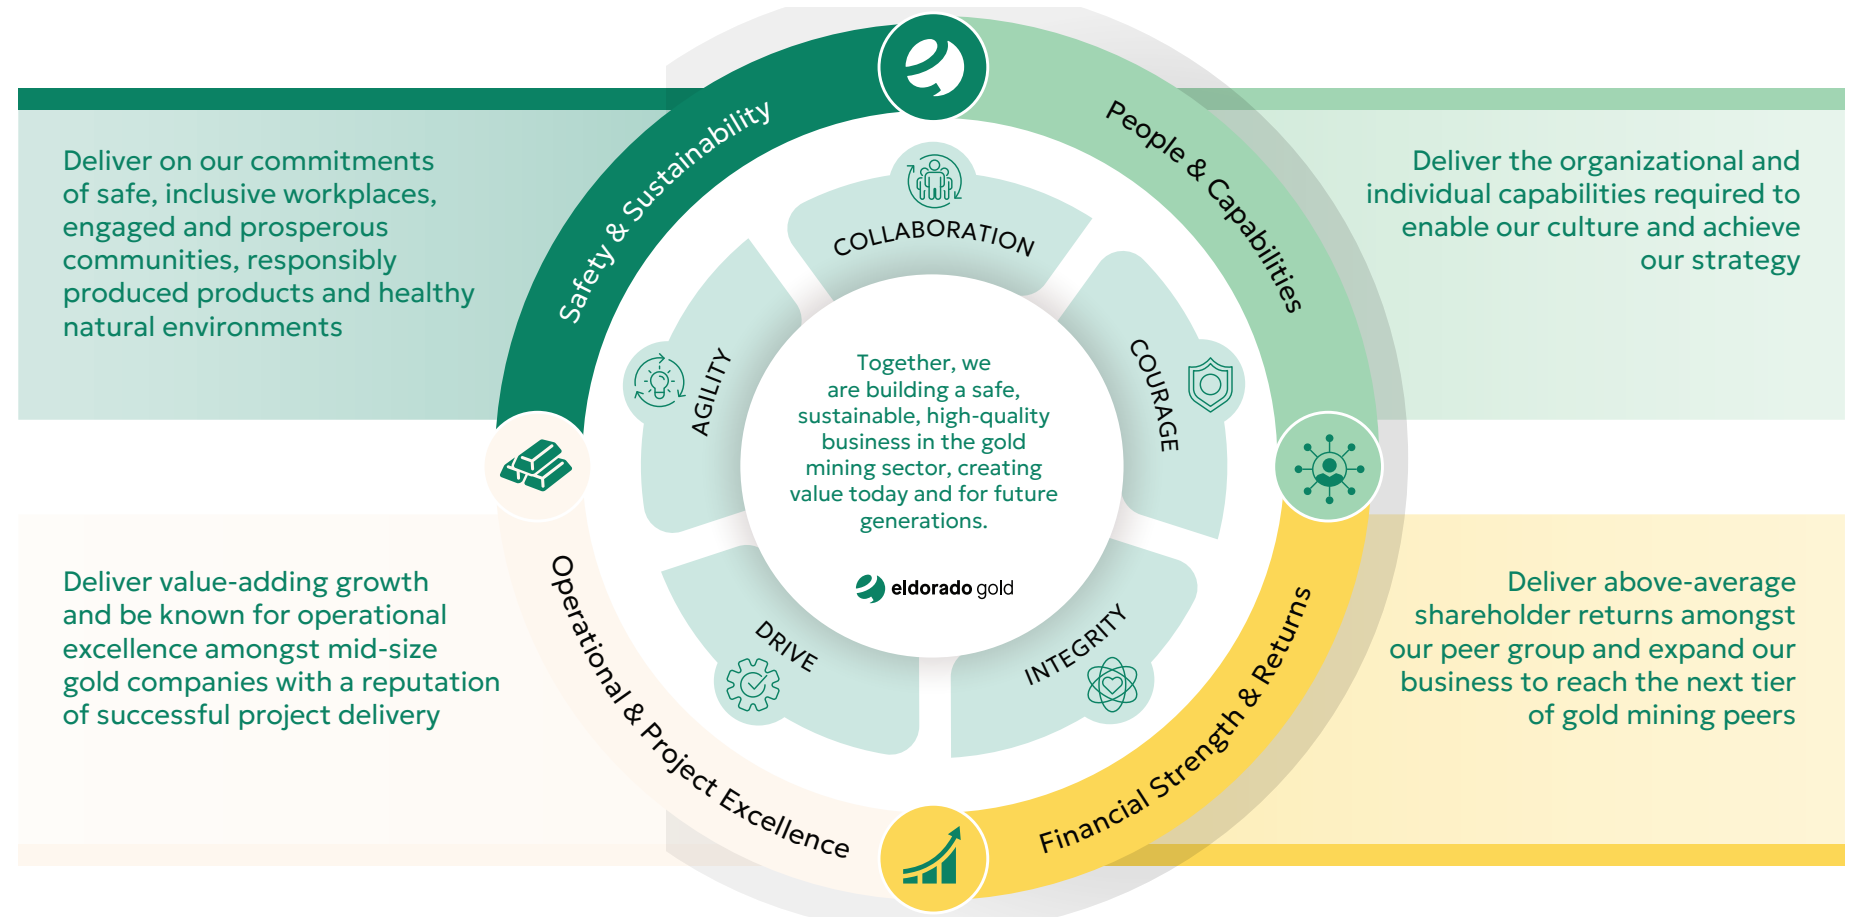 Safety & Sustainability
Deliver on our commitments
of safe, inclusive workplaces,
engaged and prosperous
communities, responsibly
produced products and healthy
natural environments
People & Capabilities
Deliver the organizational and
individual capabilities required to
enable our culture and achieve
our strategy
COLLABORATION
COURAGE
AGILITY
Together, we
are building a safe,
sustainable, high-quality
business in the gold
mining sector, creating
value today and for future
generations.
eldorado gold
DRIVE
INTEGRITY
Operational & Project Excellence
Deliver value-adding growth
and be known for operational
excellence amongst mid-size
gold companies with a reputation
of successful project delivery
Financial Strength & Returns
Deliver above-average
shareholder returns amongst
our peer group and expand our
business to reach the next tier
of gold mining peers